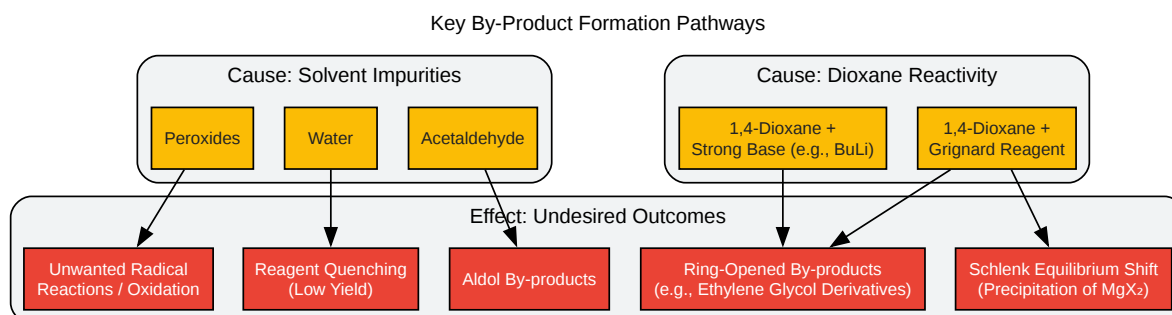 Key By-Product Formation Pathways
Cause: Solvent Impurities
Cause: Dioxane Reactivity
Peroxides
Water
Acetaldehyde
1,4-Dioxane +
Strong Base (e.g., BuLi)
1,4-Dioxane +
Grignard Reagent
Effect: Undesired Outcomes
Unwanted Radical
Reactions / Oxidation
Reagent Quenching
(Low Yield)
Aldol By-products
Ring-Opened By-products
(e.g., Ethylene Glycol Derivatives)
Schlenk Equilibrium Shift
(Precipitation of MgX₂)